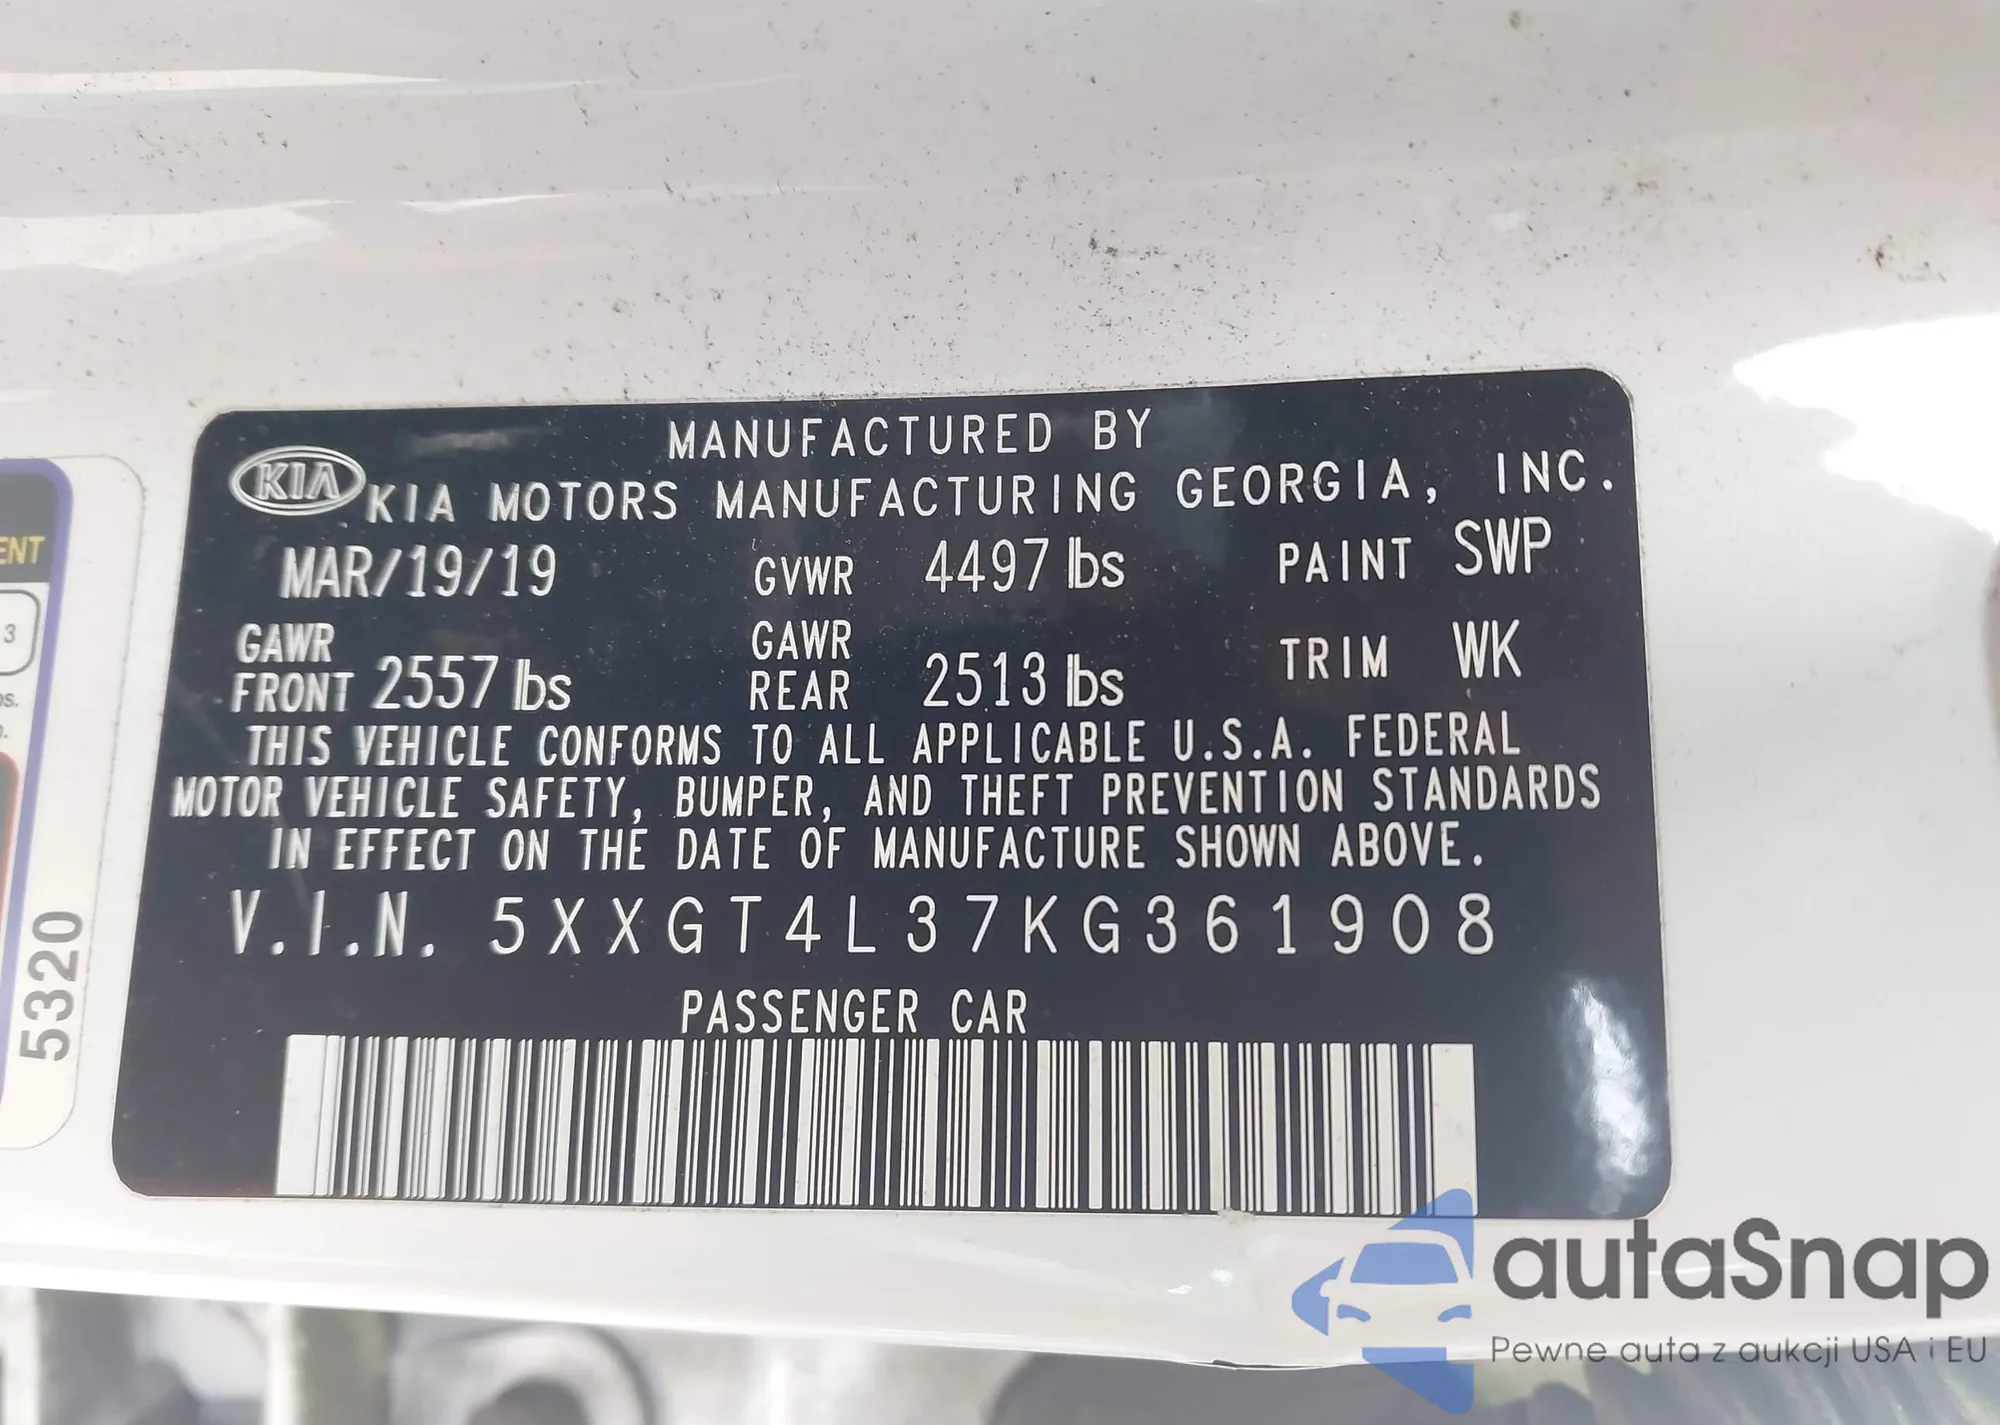 MANUFACTURED BY
KIA KIA MOTORS MANUFACTURING GEORGIA, INC.
MAR/19/19 GVWR 4497 lbs PAINT SWP
GAWR FRONT 2557 lbs GAWR REAR 2513 lbs TRIM WK
THIS VEHICLE CONFORMS TO ALL APPLICABLE U.S.A. FEDERAL
MOTOR VEHICLE SAFETY, BUMPER, AND THEFT PREVENTION STANDARDS
IN EFFECT ON THE DATE OF MANUFACTURE SHOWN ABOVE.
V.I.N. 5XXGT4L37KG361908
PASSENGER CAR
ENT
3
5320
autaSnap
Pewne auta z aukcji USA i EU